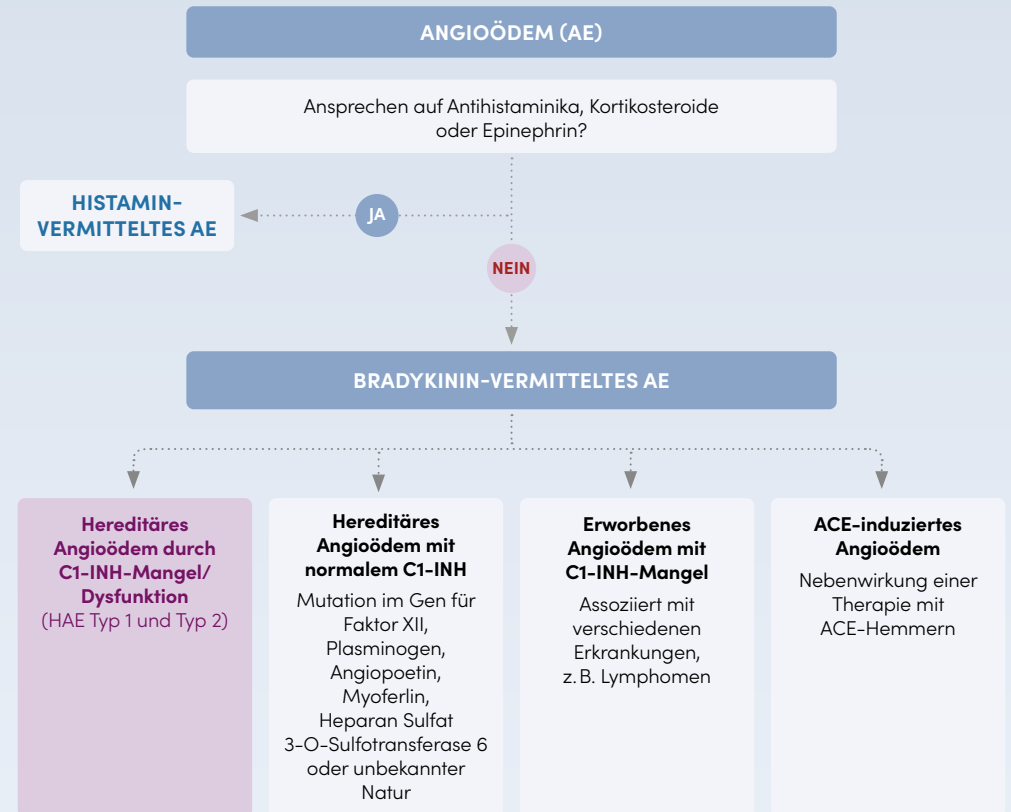 ANGIOÖDEM (AE)
Ansprechen auf Antihistaminika, Kortikosteroide
oder Epinephrin?
HISTAMIN-
VERMITTELTES AE
JA
NEIN
BRADYKININ-VERMITTELTES AE
Hereditäres
Angioödem durch
C1-INH-Mangel/
Dysfunktion
(HAE Typ 1 und Typ 2)
Hereditäres
Angioödem mit
normalem C1-INH
Mutation im Gen für
Faktor XII,
Plasminogen,
Angiopoetin,
Myoferlin,
Heparan Sulfat
3-O-Sulfotransferase 6
oder unbekannter
Natur
Erworbenes
Angioödem mit
C1-INH-Mangel
Assoziiert mit
verschiedenen
Erkrankungen,
z. B. Lymphomen
ACE-induziertes
Angioödem
Nebenwirkung einer
Therapie mit
ACE-Hemmern